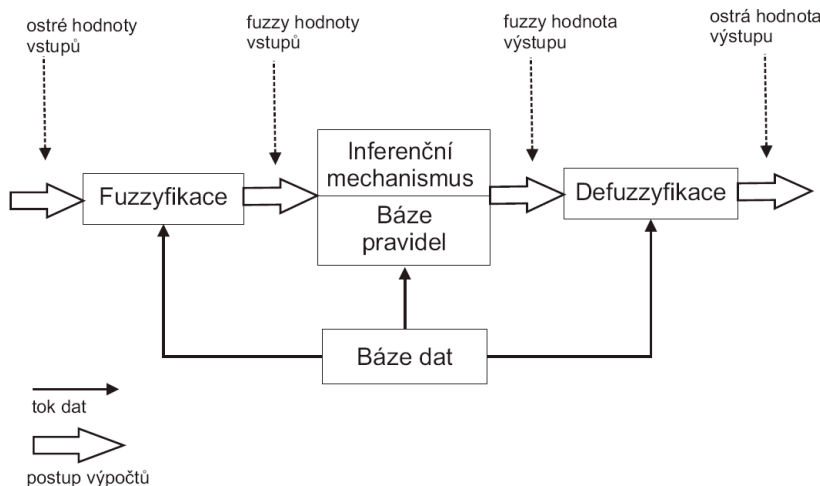 ostré hodnoty
vstupů
fuzzy hodnoty
vstupů
fuzzy hodnota
výstupu
ostrá hodnota
výstupu
Fuzzyfikace
Inferenční
mechanismus
Báze
pravidel
Defuzzyfikace
Báze dat
tok dat
postup výpočtů